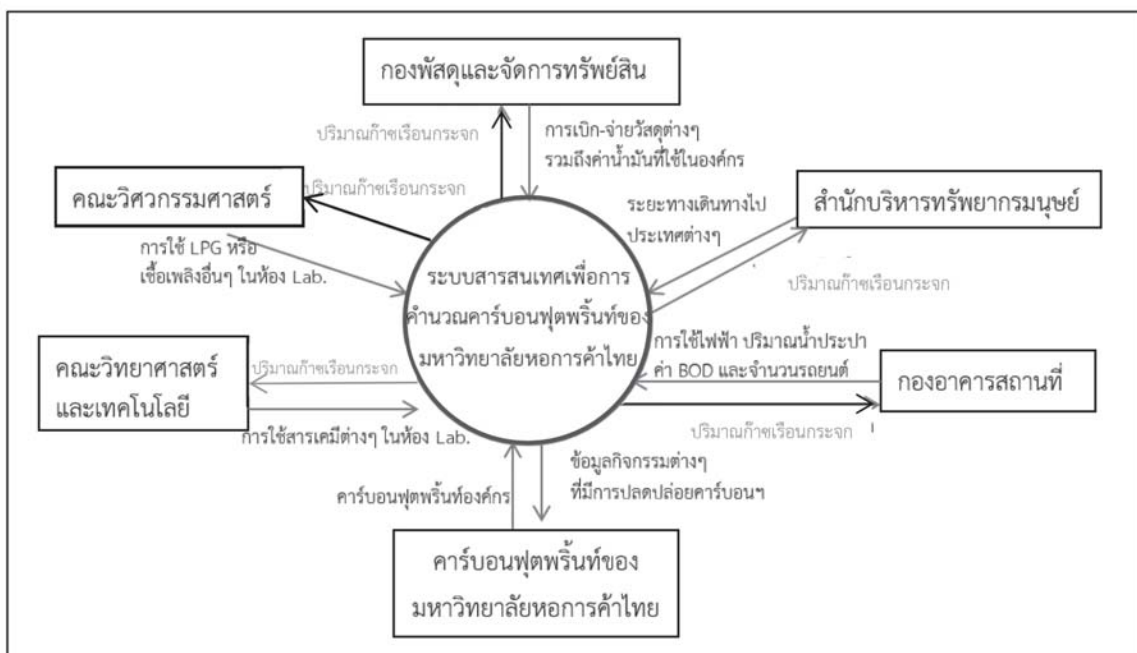 กองพัสดุและจัดการทรัพย์สิน
ปริมาณก๊าซเรือนกระจก
การเบิก-จ่ายวัสดุต่างๆ
รวมถึงค่าน้ำมันที่ใช้ในองค์กร
คณะวิศวกรรมศาสตร์
ปริมาณก๊าซเรือนกระจก
การใช้ LPG หรือ
เชื้อเพลิงอื่นๆ ในห้อง Lab.
ระยะทางเดินทางไป
ประเทศต่างๆ
สำนักบริหารทรัพยากรมนุษย์
ปริมาณก๊าซเรือนกระจก
ระบบสารสนเทศเพื่อการ
คำนวณคาร์บอนฟุตพริ้นท์ของ
มหาวิทยาลัยหอการค้าไทย
คณะวิทยาศาสตร์
และเทคโนโลยี
ปริมาณก๊าซเรือนกระจก
การใช้สารเคมีต่างๆ ในห้อง Lab.
การใช้ไฟฟ้า ปริมาณน้ำประปา
ค่า BOD และจำนวนรถยนต์
กองอาคารสถานที่
ปริมาณก๊าซเรือนกระจก
คาร์บอนฟุตพริ้นท์องค์กร
ข้อมูลกิจกรรมต่างๆ
ที่มีการปลดปล่อยคาร์บอนฯ
คาร์บอนฟุตพริ้นท์ของ
มหาวิทยาลัยหอการค้าไทย